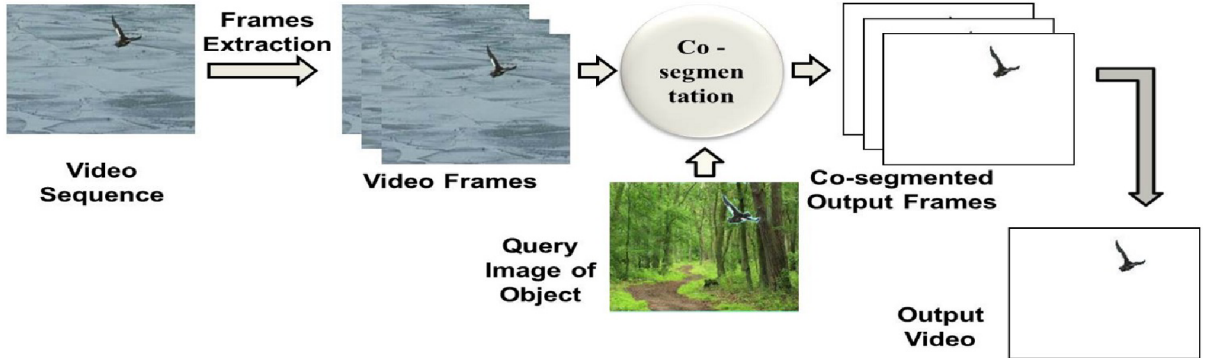 Frames
Extraction
Co -
segmen
tation
Video
Sequence
Video Frames
Co-segmented
Output Frames
Query
Image of
Object
Output
Video